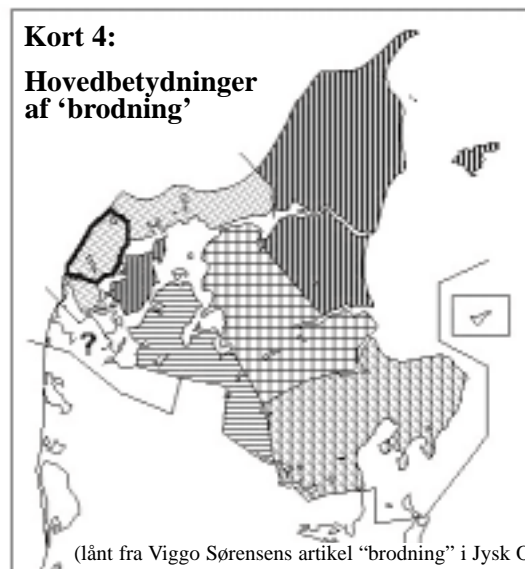 Kort 4:
Hovedbetydninger
af ‘brodning’
?
(lånt fra Viggo Sørensens artikel “brodning” i Jysk O